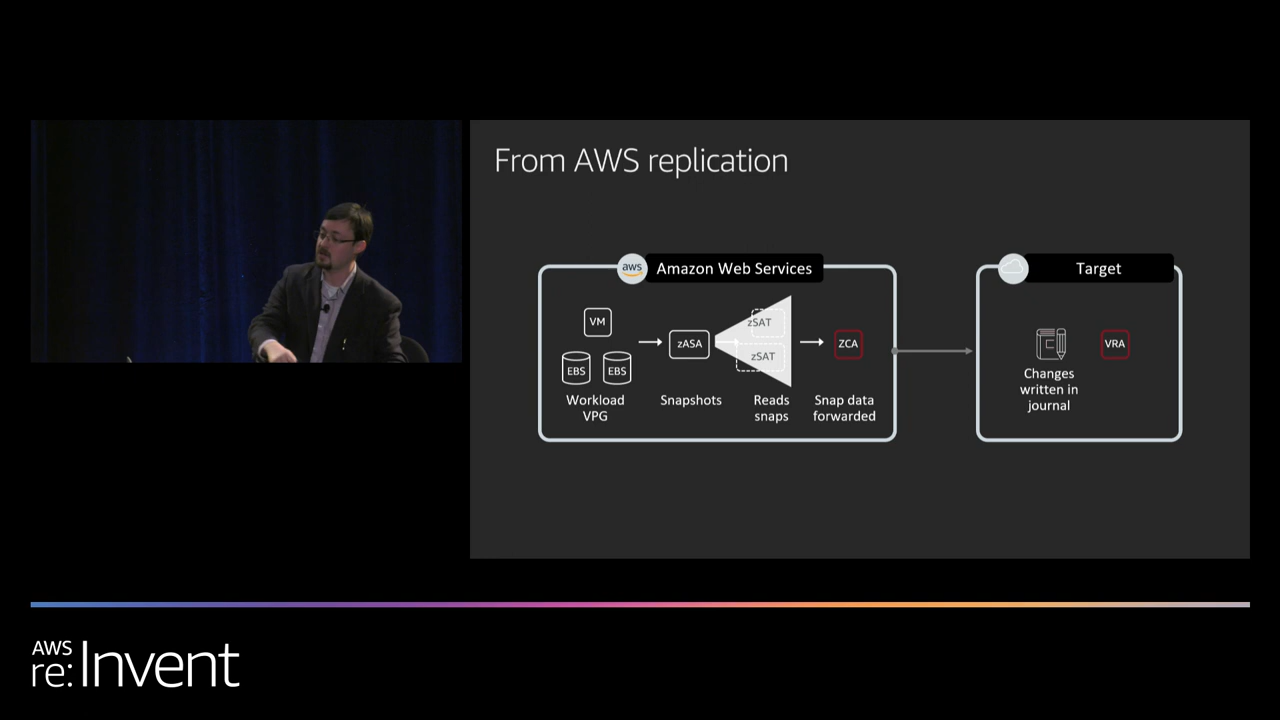 From AWS replication
aws Amazon Web Services
Target
VM
EBS EBS
Workload
VPG
zASA
Snapshots
zSAT
zSAT
Reads
snaps
ZCA
Snap data
forwarded
Changes
written in
journal
VRA
AWS
re:Invent